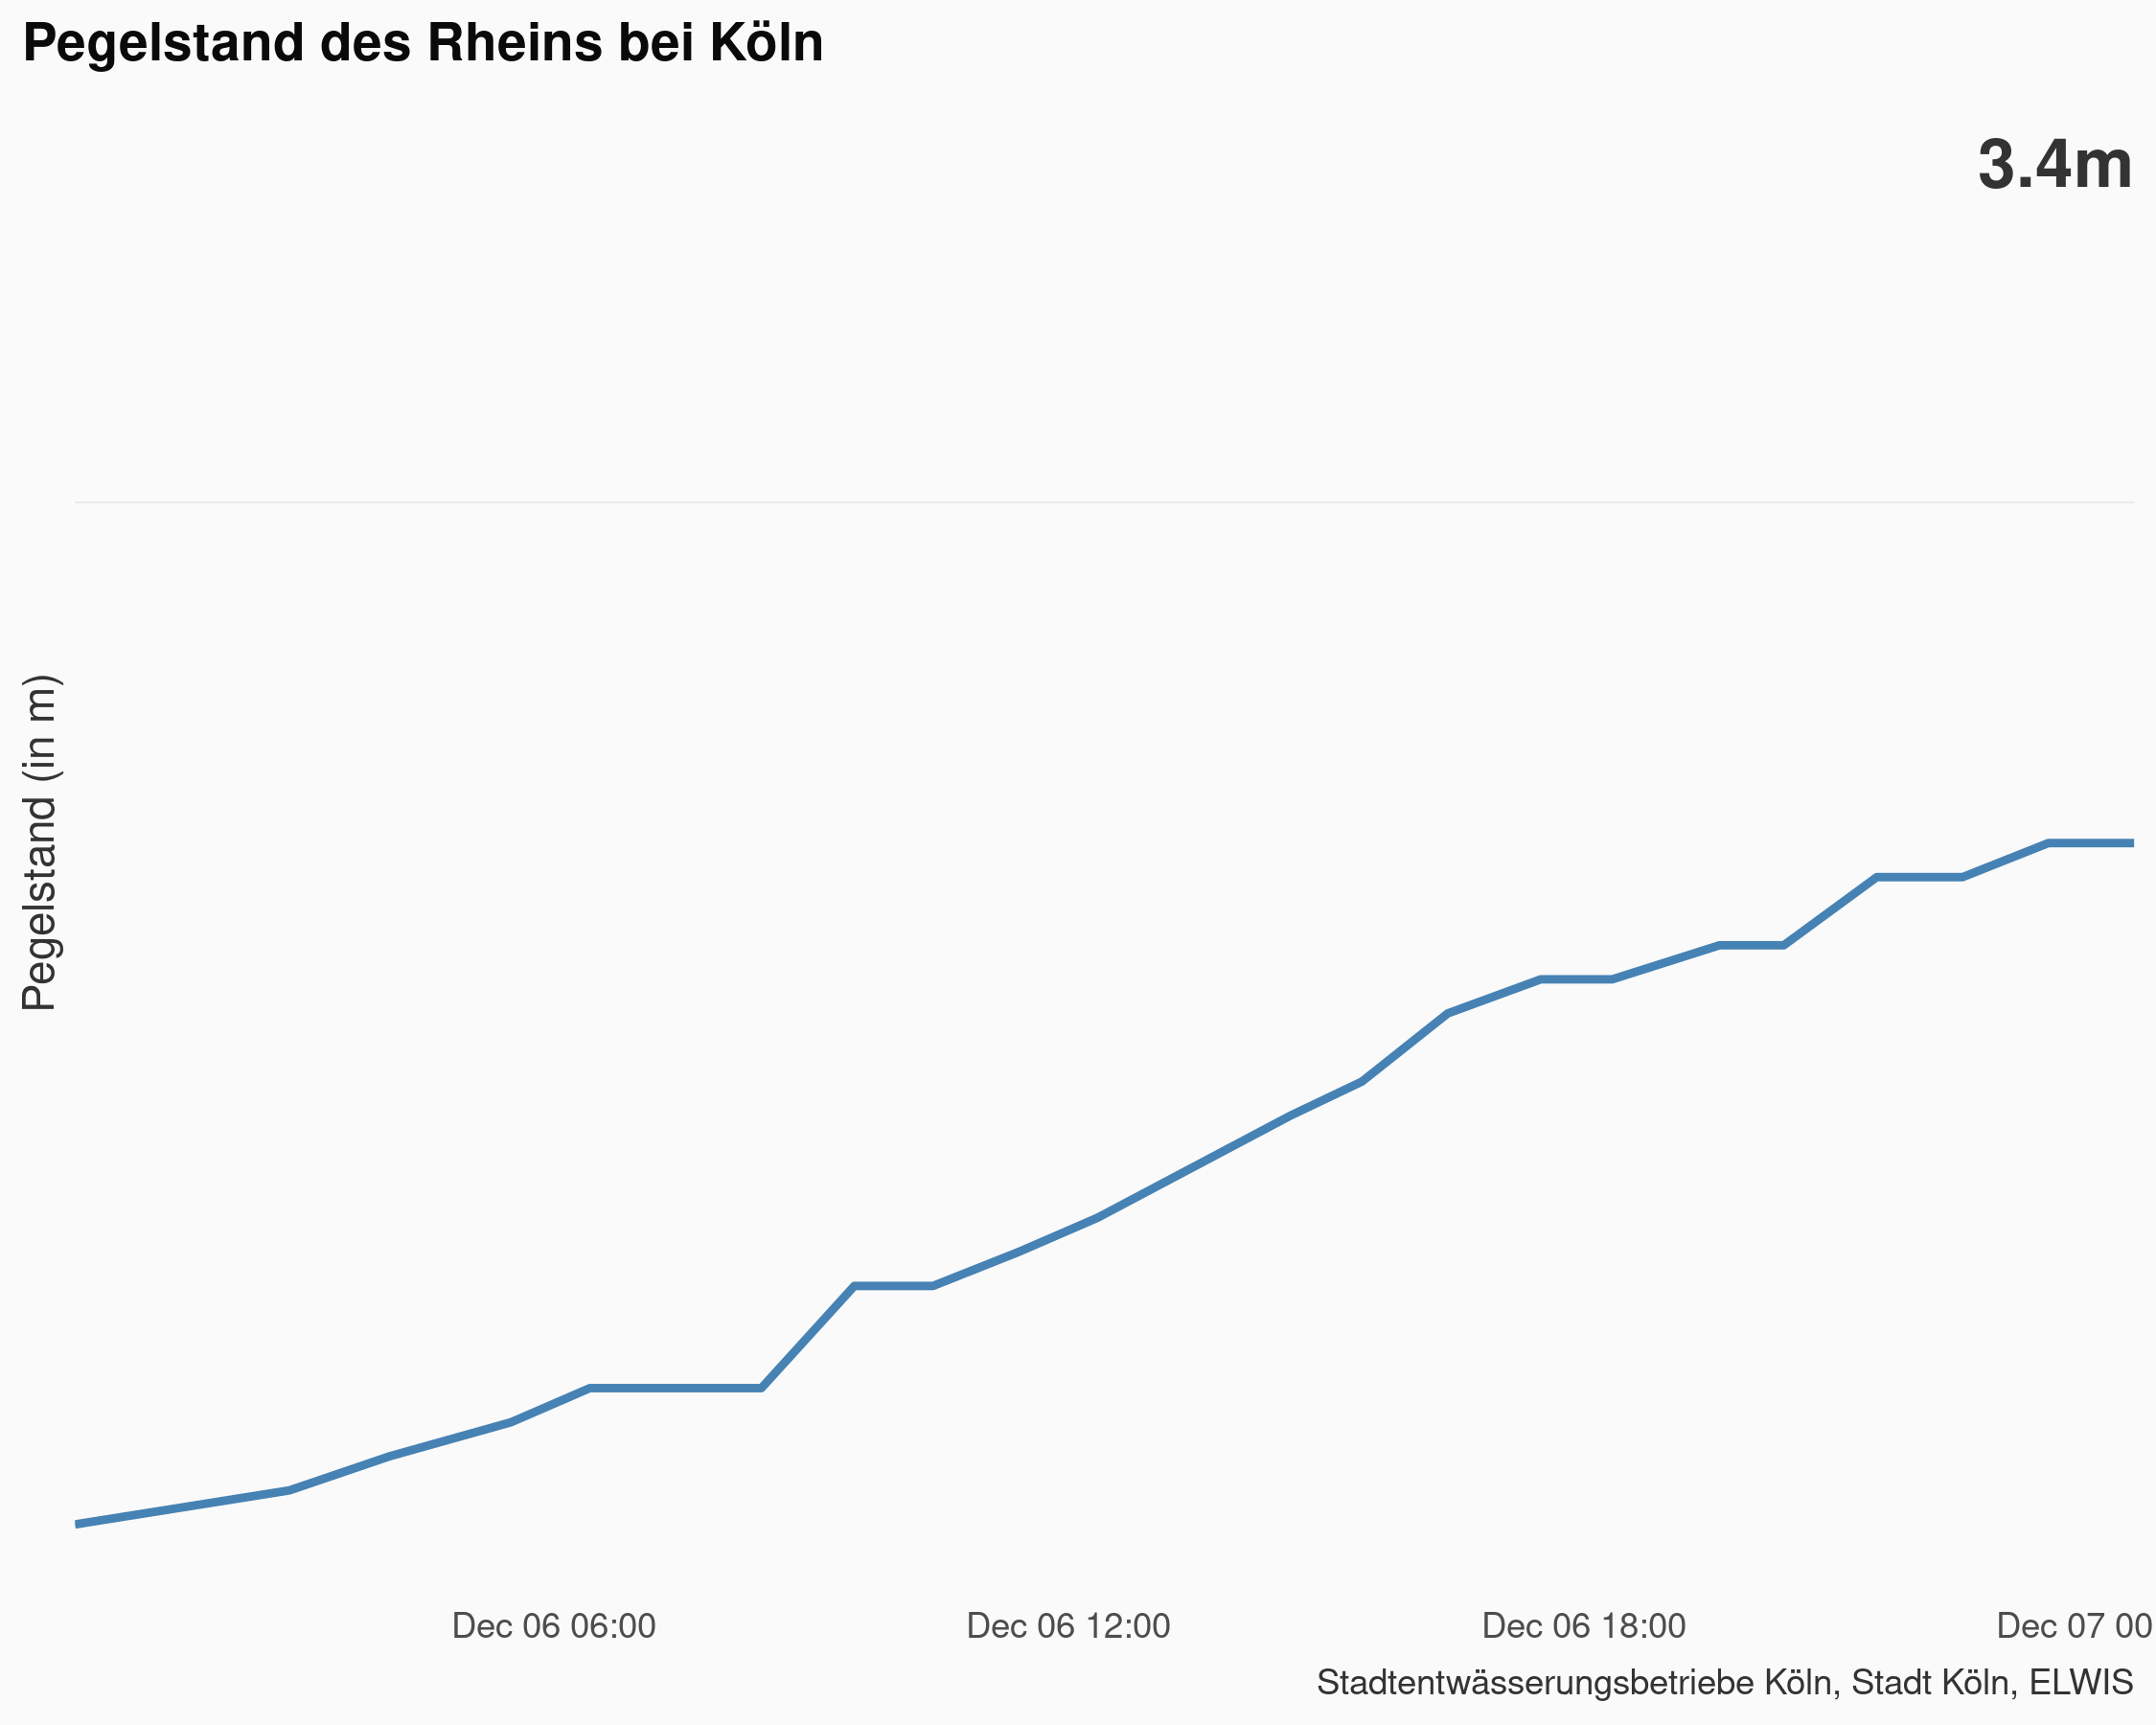 Pegelstand des Rheins bei Köln
3.4m
Pegelstand (in m)
Dec 06 06:00
Dec 06 12:00
Dec 06 18:00
Dec 07 00
Stadtentwässerungsbetriebe Köln, Stadt Köln, ELWIS